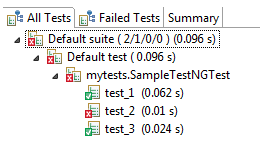 All Tests Failed Tests Summary
Default suite ( 2/1/0/0 ) (0.096 s)
Default test ( 0.096 s)
mytests.SampleTestNGTest
test_1 (0.062 s)
test_2 (0.01 s)
test_3 (0.024 s)